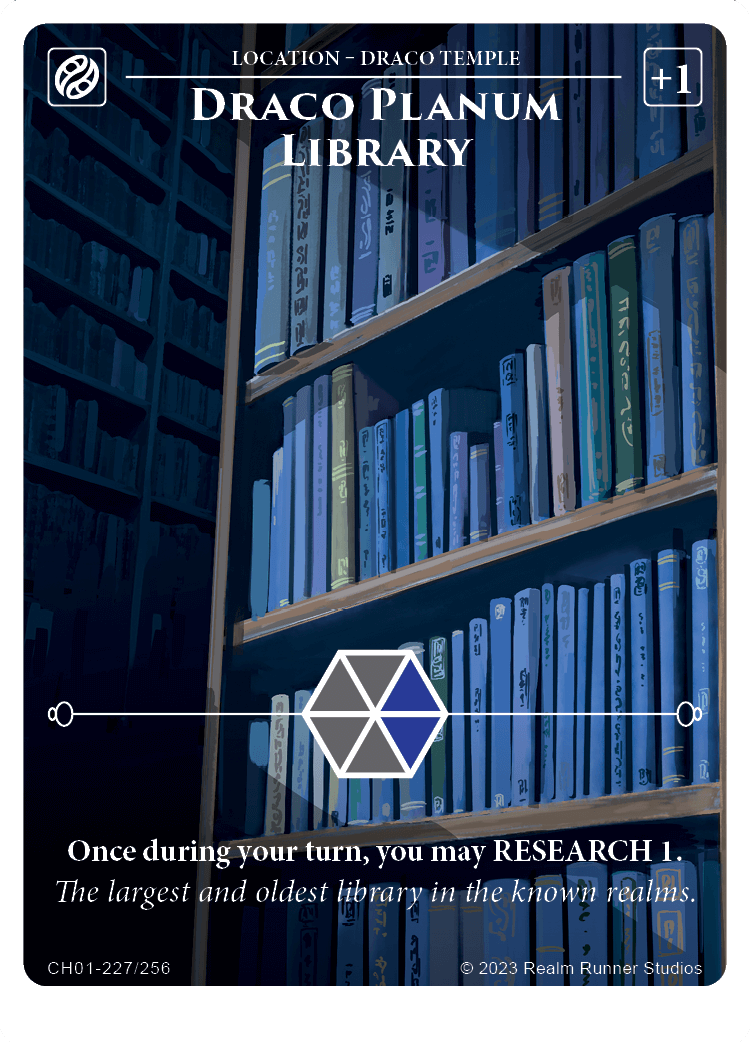 LOCATION – DRACO TEMPLE
+1
DRACO PLANUM
LIBRARY
Once during your turn, you may RESEARCH 1.
The largest and oldest library in the known realms.
CH01-227/256
© 2023 Realm Runner Studios